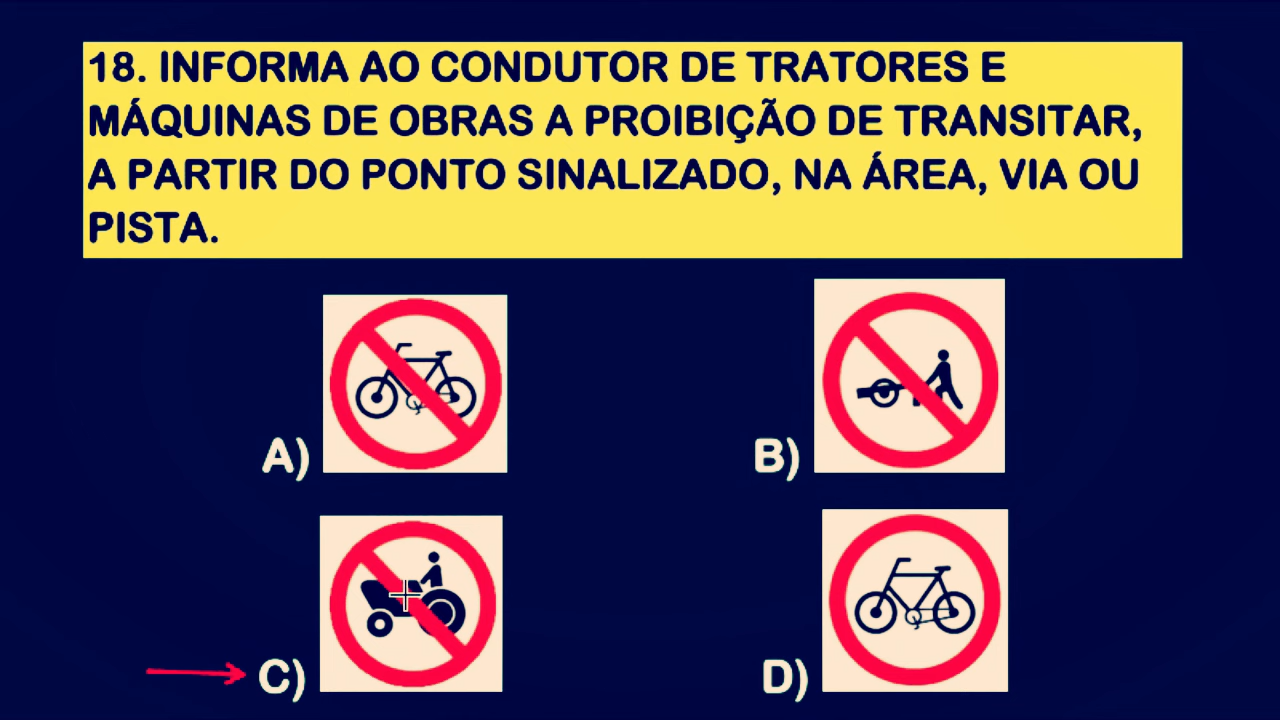 18. INFORMA AO CONDUTOR DE TRATORES E
MÁQUINAS DE OBRAS A PROIBIÇÃO DE TRANSITAR,
A PARTIR DO PONTO SINALIZADO, NA ÁREA, VIA OU
PISTA.
A)
B)
C)
D)